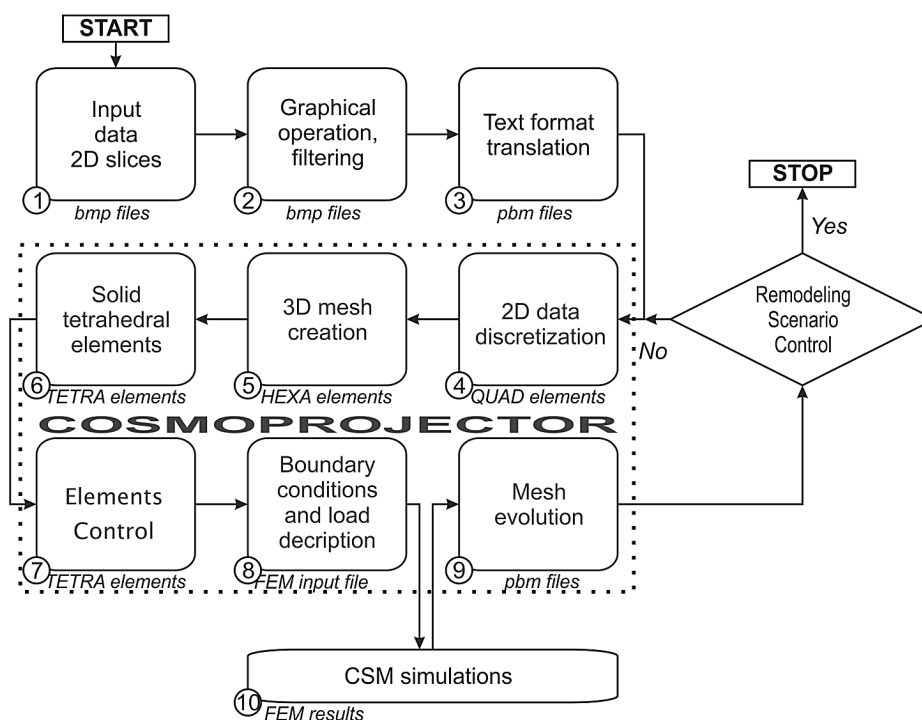 START
Input
data
2D slices
1
bmp files
Graphical
operation,
filtering
2
bmp files
Text format
translation
3
pbm files
STOP
Yes
Remodeling
Scenario
Control
No
Solid
tetrahedral
elements
6
TETRA elements
3D mesh
creation
5
HEXA elements
2D data
discretization
4
QUAD elements
COSMOPROJECTOR
Elements
Control
7
TETRA elements
Boundary
conditions
and load
decription
8
FEM input file
Mesh
evolution
9
pbm files
CSM simulations
10
FEM results